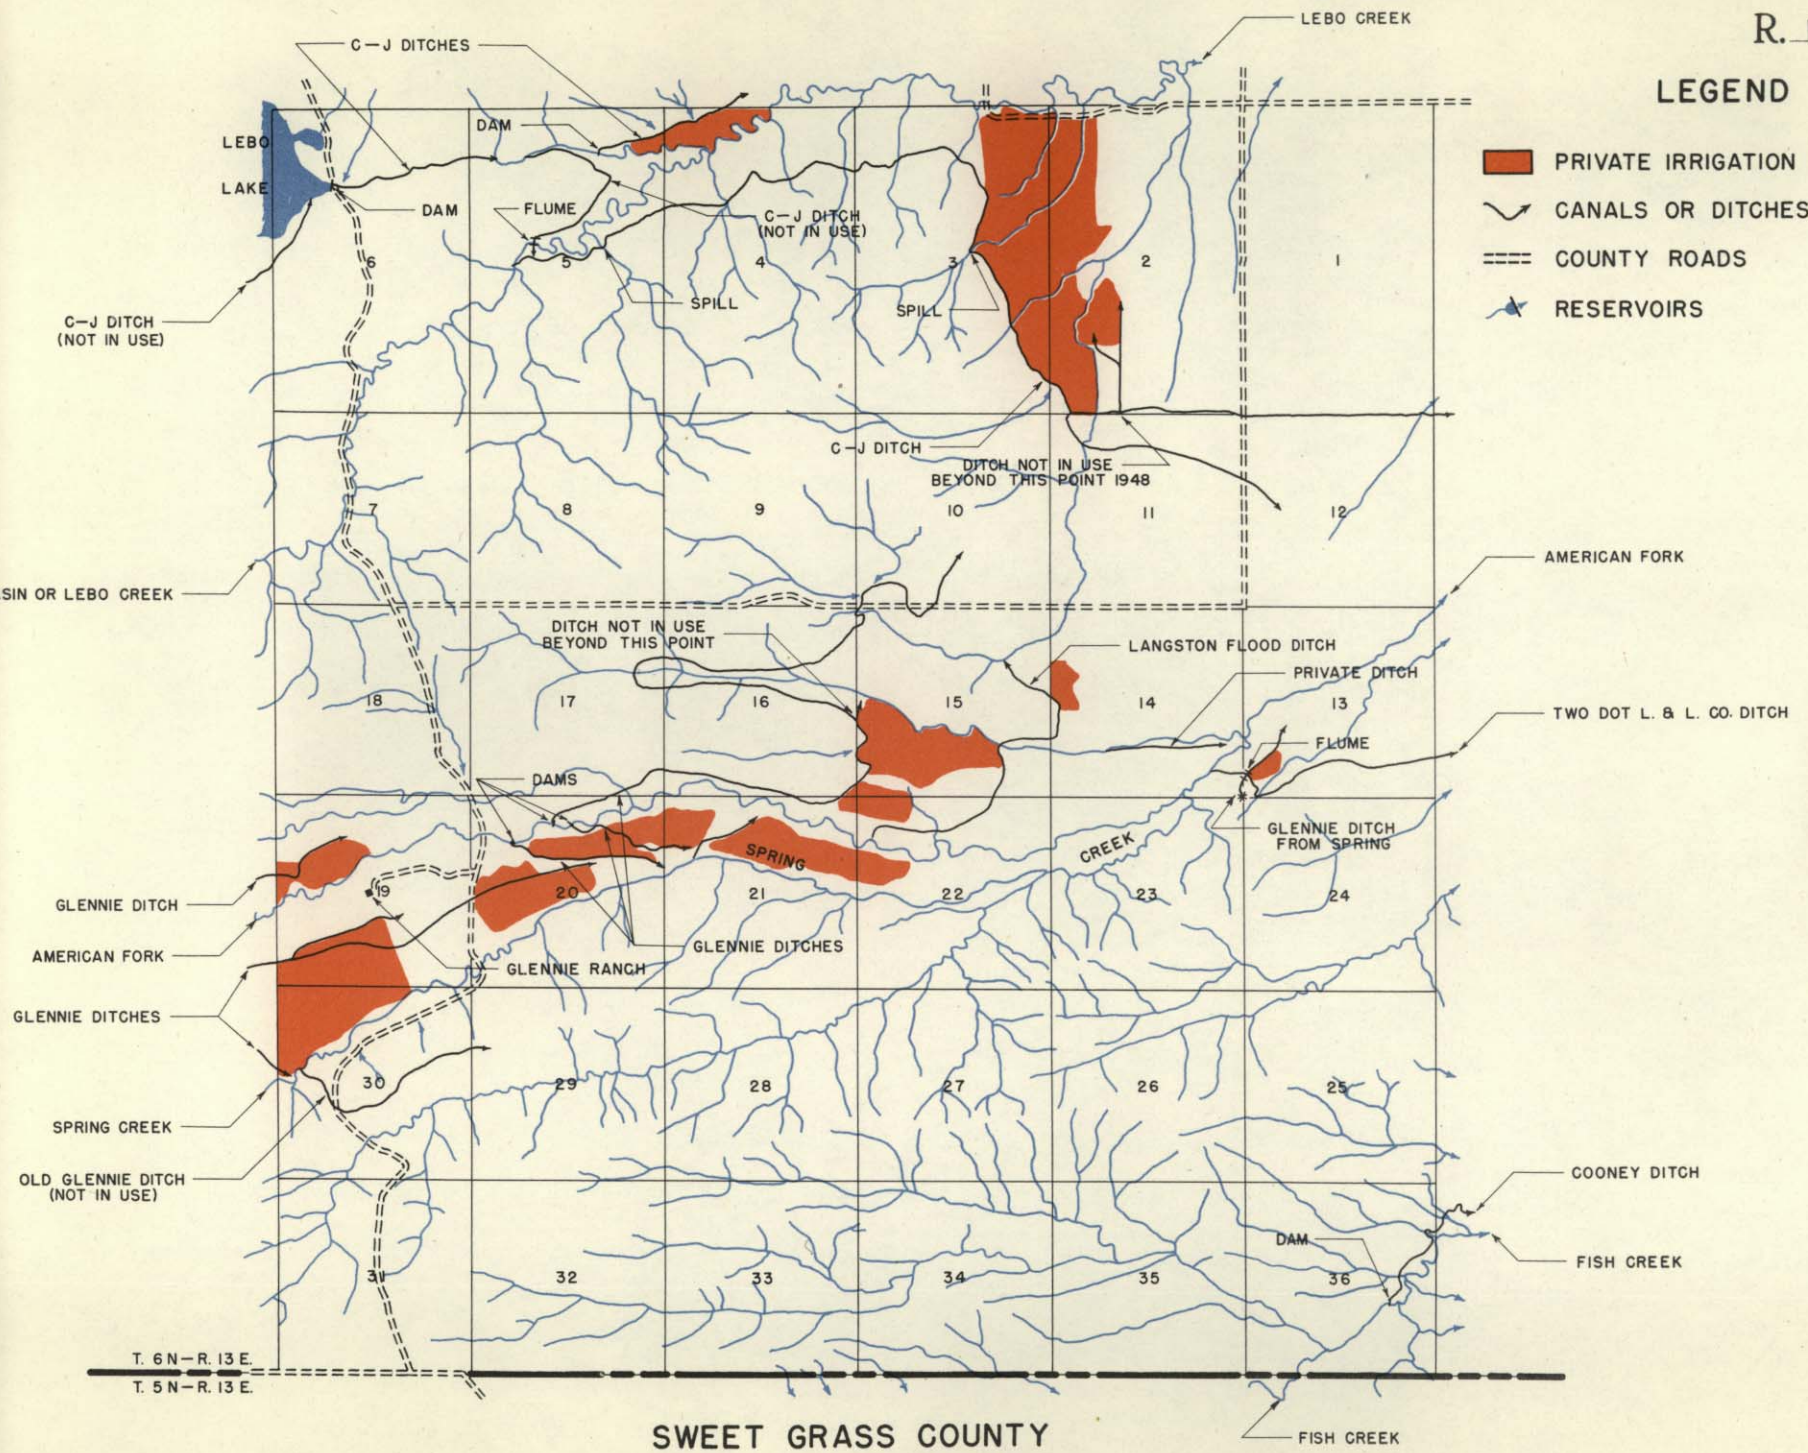 LEBO CREEK
R.
C-J DITCHES
LEGEND
PRIVATE IRRIGATION
CANALS OR DITCHES
COUNTY ROADS
RESERVOIRS
LEBO
LAKE
DAM
DAM
FLUME
C-J DITCH
(NOT IN USE)
6
5
4
3
2
1
SPILL
SPILL
C-J DITCH
(NOT IN USE)
C-J DITCH
DITCH NOT IN USE
BEYOND THIS POINT 1948
7
8
9
10
11
12
AMERICAN FORK
SIN OR LEBO CREEK
DITCH NOT IN USE
BEYOND THIS POINT
LANGSTON FLOOD DITCH
PRIVATE DITCH
18
17
16
15
14
13
TWO DOT L. & L. CO. DITCH
FLUME
DAMS
GLENNIE DITCH
FROM SPRING
SPRING
CREEK
19
20
21
22
23
24
GLENNIE DITCH
AMERICAN FORK
GLENNIE DITCHES
GLENNIE RANCH
GLENNIE DITCHES
30
29
28
27
26
25
SPRING CREEK
OLD GLENNIE DITCH
(NOT IN USE)
COONEY DITCH
DAM
FISH CREEK
31
32
33
34
35
36
T. 6 N-R. 13 E.
T. 5 N-R. 13 E.
SWEET GRASS COUNTY
FISH CREEK